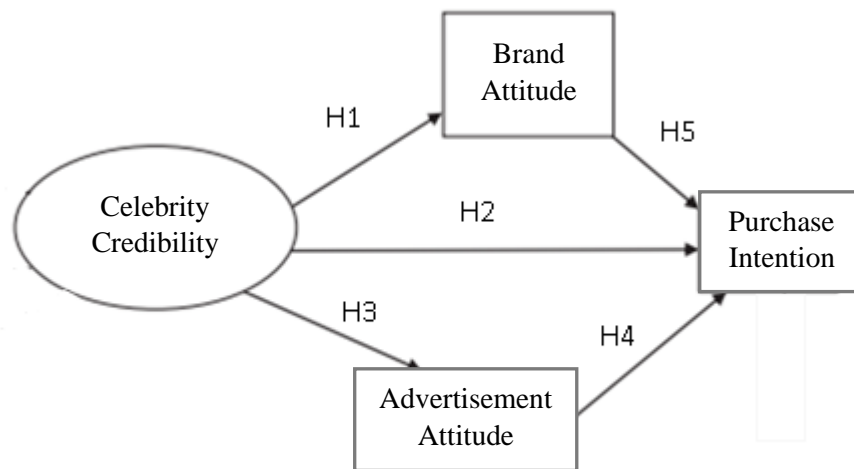 Brand
Attitude
H1
H5
Celebrity
Credibility
H2
Purchase
Intention
H3
H4
Advertisement
Attitude